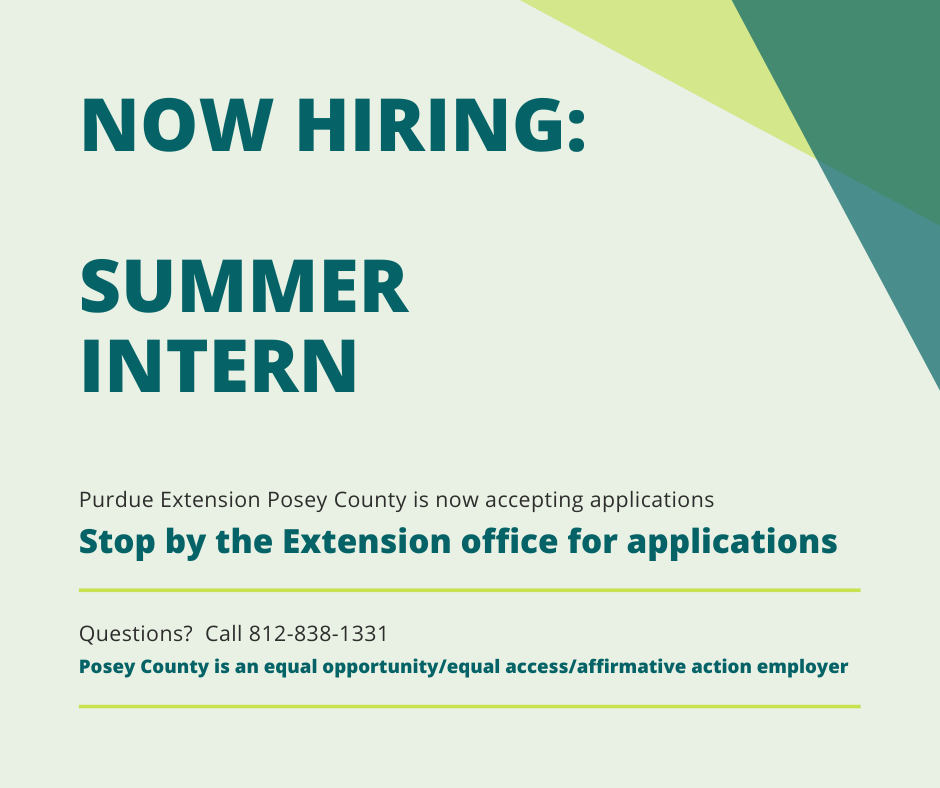 NOW HIRING:
SUMMER
INTERN
Purdue Extension Posey County is now accepting applications
Stop by the Extension office for applications
Questions?  Call 812-838-1331
Posey County is an equal opportunity/equal access/affirmative action employer